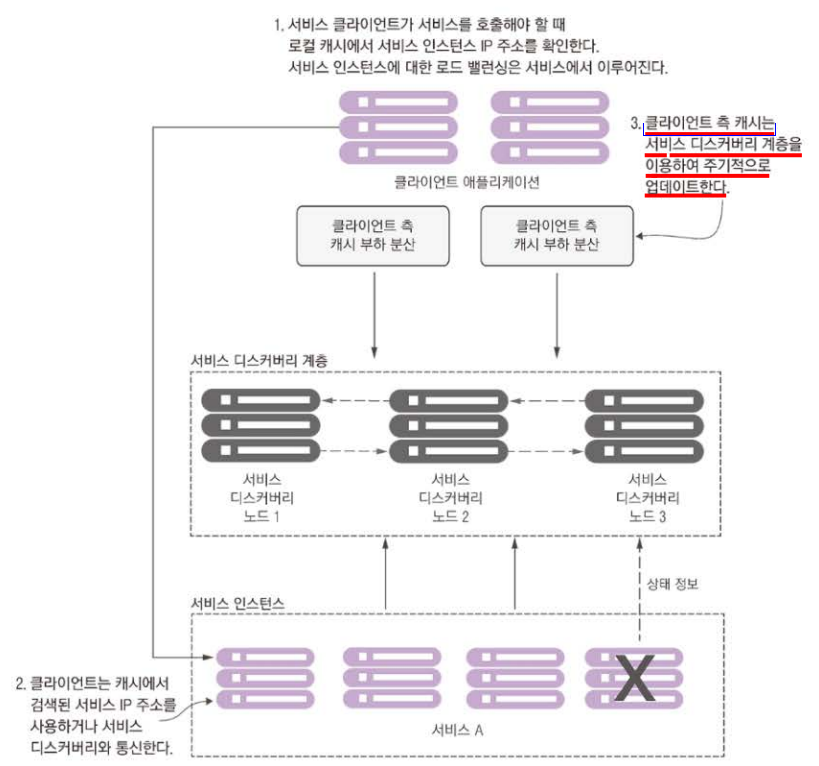 1. 서비스 클라이언트가 서비스를 호출해야 할 때
로컬 캐시에서 서비스 인스턴스 IP 주소를 확인한다.
서비스 인스턴스에 대한 로드 밸런싱은 서비스에서 이루어진다.
3. 클라이언트 측 캐시는
서비스 디스커버리 계층을
이용하여 주기적으로
업데이트한다.
클라이언트 애플리케이션
클라이언트 측
캐시 부하 분산
클라이언트 측
캐시 부하 분산
서비스 디스커버리 계층
서비스
디스커버리
노드 1
서비스
디스커버리
노드 2
서비스
디스커버리
노드 3
상태 정보
서비스 인스턴스
X
2. 클라이언트는 캐시에서
검색된 서비스 IP 주소를
사용하거나 서비스
디스커버리와 통신한다.
서비스 A